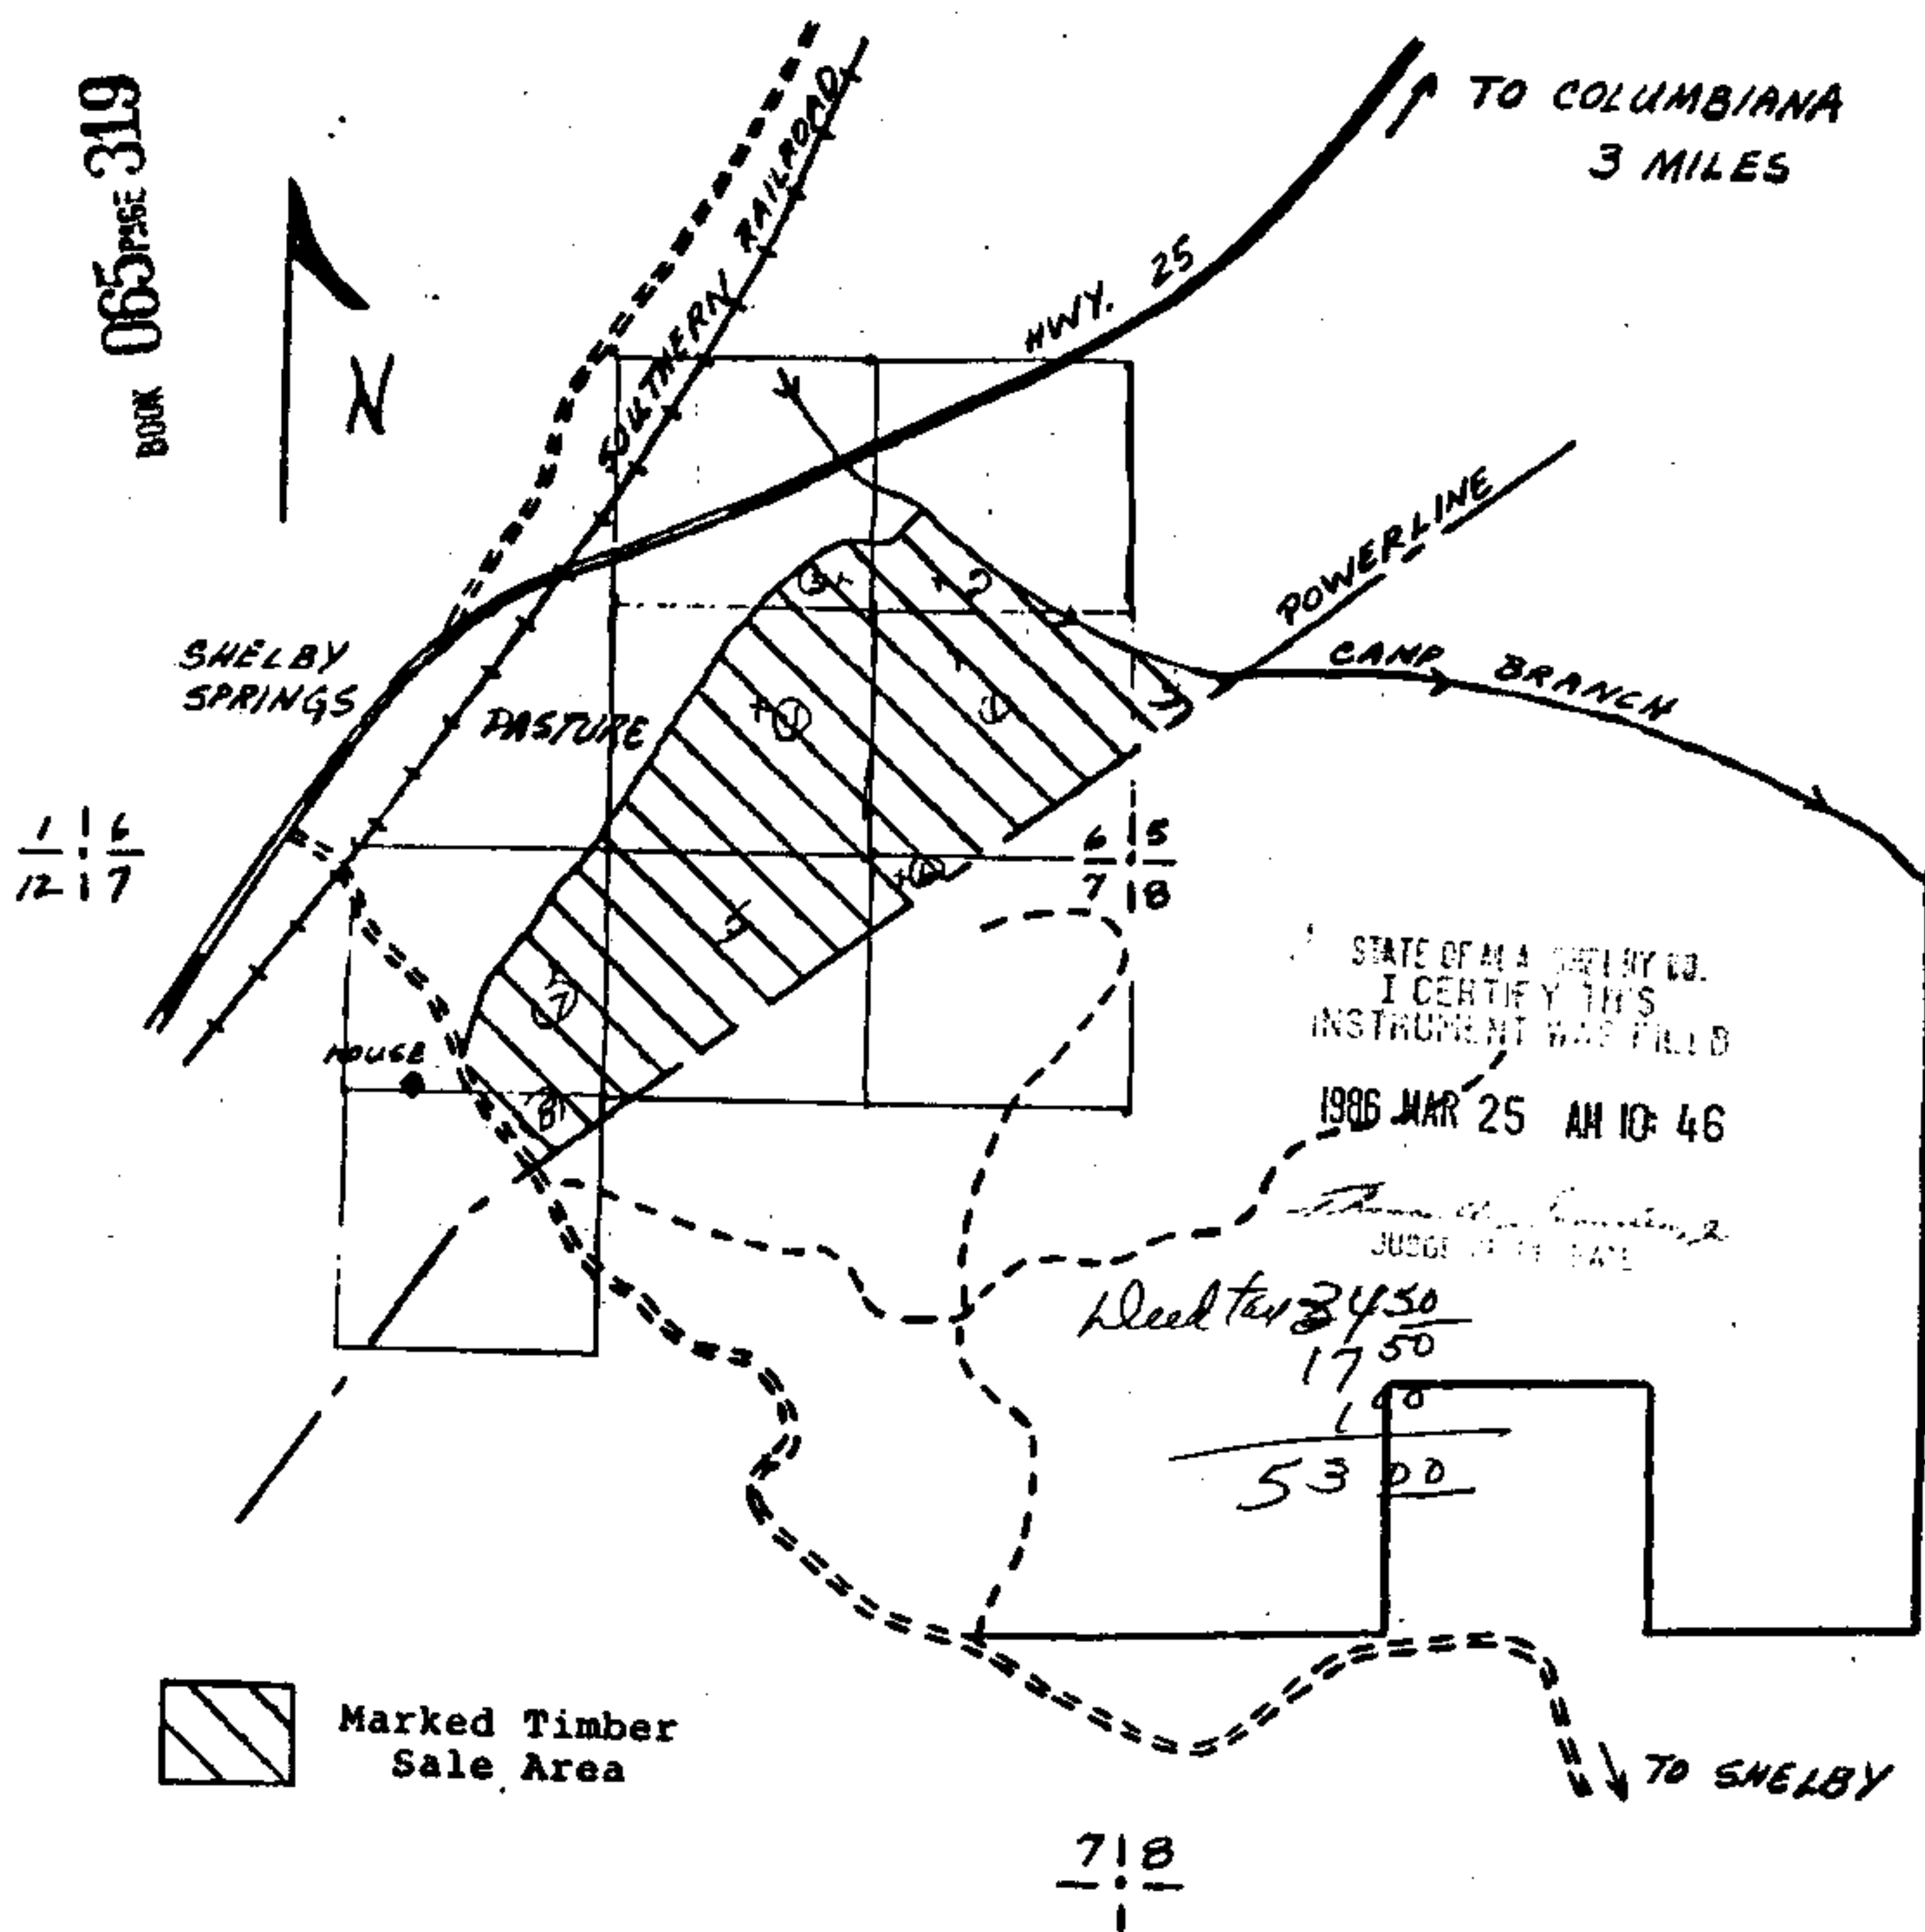 BOOK 065 PAGE 319
N
TO COLUMBIANA
3 MILES
SOUTHERN RAILROAD
HWY. 25
POWERLINE
CAMP BRANCH
SHELBY
SPRINGS
PASTURE
1 6
12 7
6 5
7 8
HOUSE
STATE OF ALA. SHELBY CO.
I CERTIFY THIS
INSTRUMENT WAS FILED
1986 MAR 25 AM 10:46
JUDGE OF PROBATE
Deed tax 34 50
17 50
1 00
53 00
Marked Timber
Sale Area
TO SHELBY
7 8